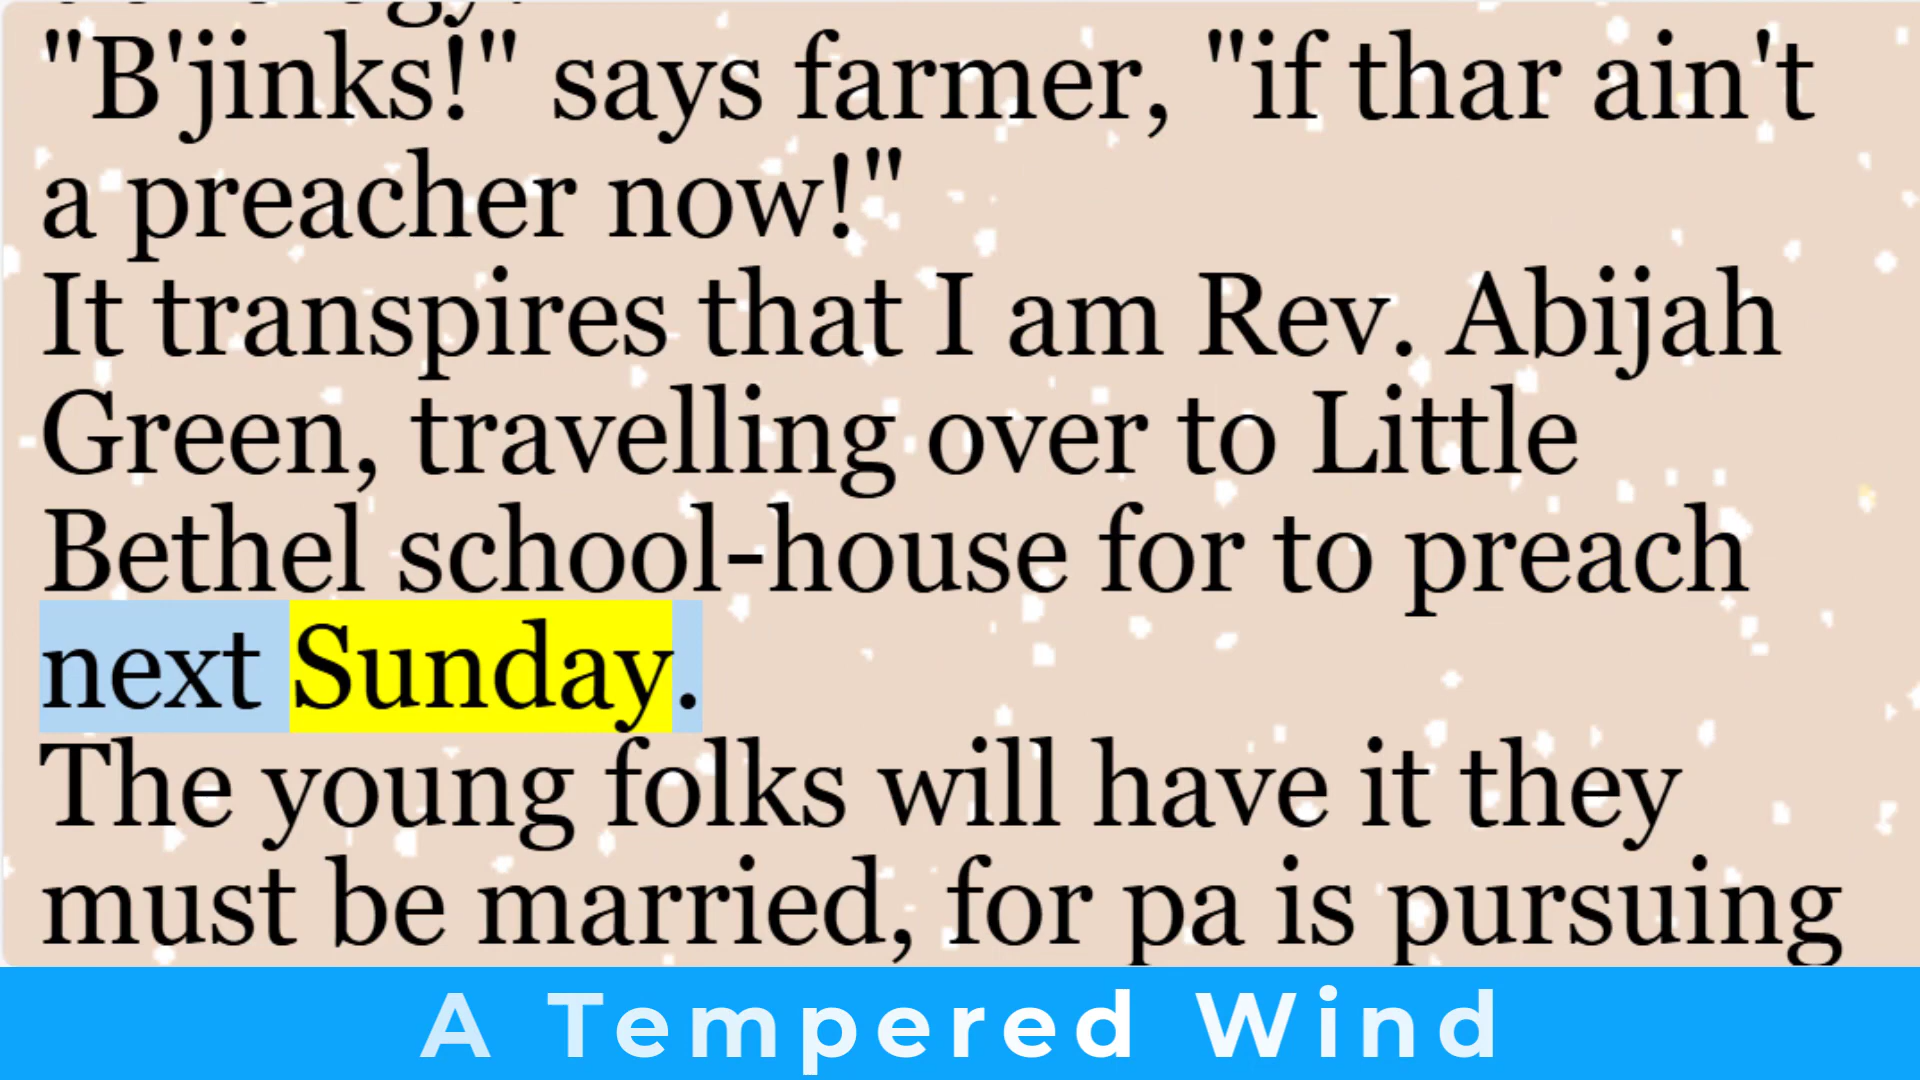 "B'jinks!" says farmer, "if thar ain't
a preacher now!"
It transpires that I am Rev. Abijah
Green, travelling over to Little
Bethel school-house for to preach
next Sunday.
The young folks will have it they
must be married, for pa is pursuing
A Tempered Wind